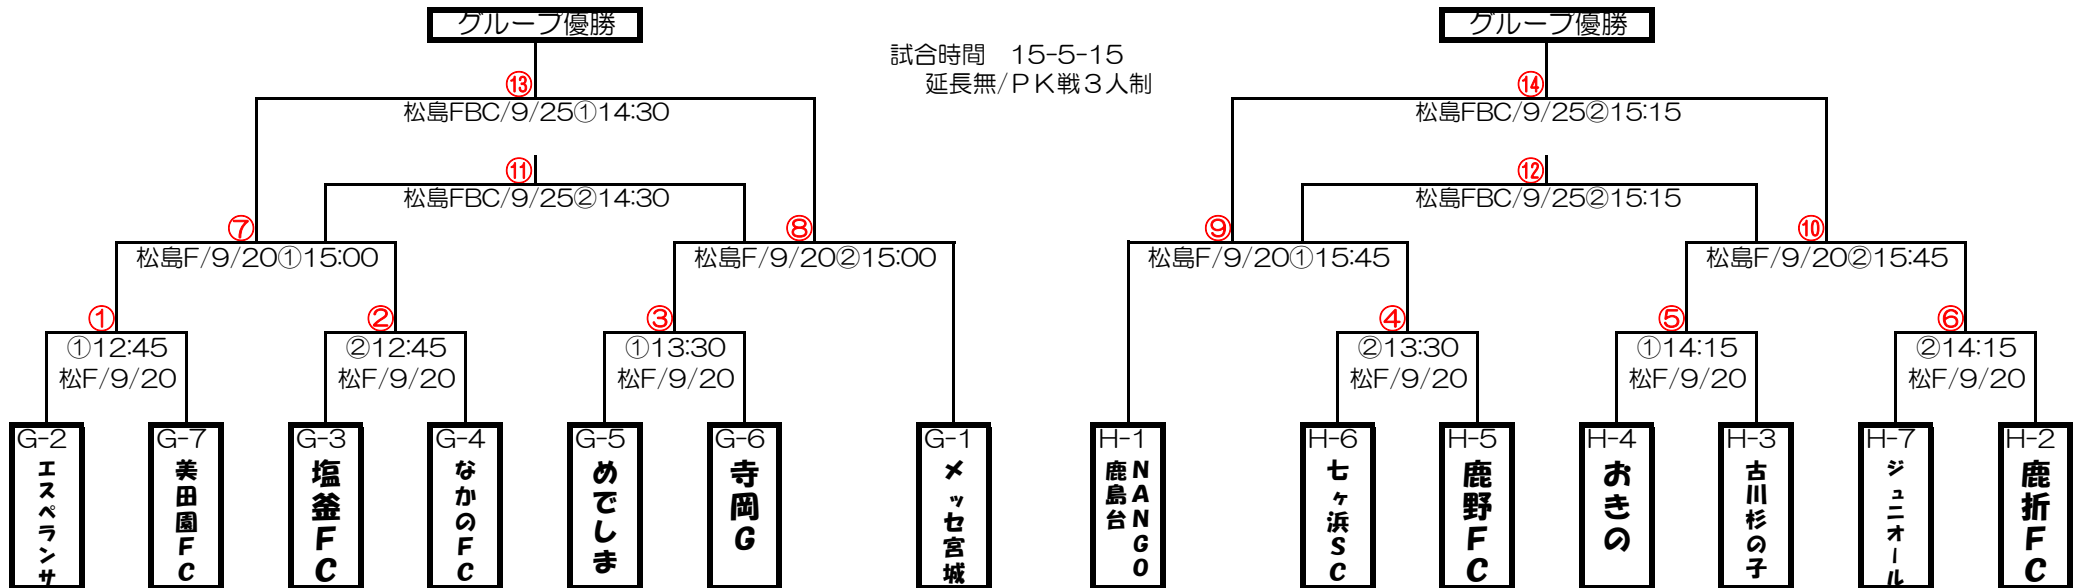 グループ優勝
グループ優勝
試合時間　15-5-15
延長無/PK戦3人制
⑬
⑭
松島FBC/9/25①14:30
松島FBC/9/25②15:15
⑪
⑫
松島FBC/9/25②14:30
松島FBC/9/25②15:15
⑦
⑧
⑨
⑩
松島F/9/20①15:00
松島F/9/20②15:00
松島F/9/20①15:45
松島F/9/20②15:45
①
②
③
④
⑤
⑥
①12:45
松F/9/20
②12:45
松F/9/20
①13:30
松F/9/20
②13:30
松F/9/20
①14:15
松F/9/20
②14:15
松F/9/20
G-2
エスペランサ
G-7
美田園FC
G-3
塩釜FC
G-4
なかのFC
G-5
めでしま
G-6
寺岡G
G-1
メッセ宮城
H-1
NANGO
鹿島台
H-6
七ヶ浜SC
H-5
鹿野FC
H-4
おきの
H-3
古川杉の子
H-7
ジュニオール
H-2
鹿折FC